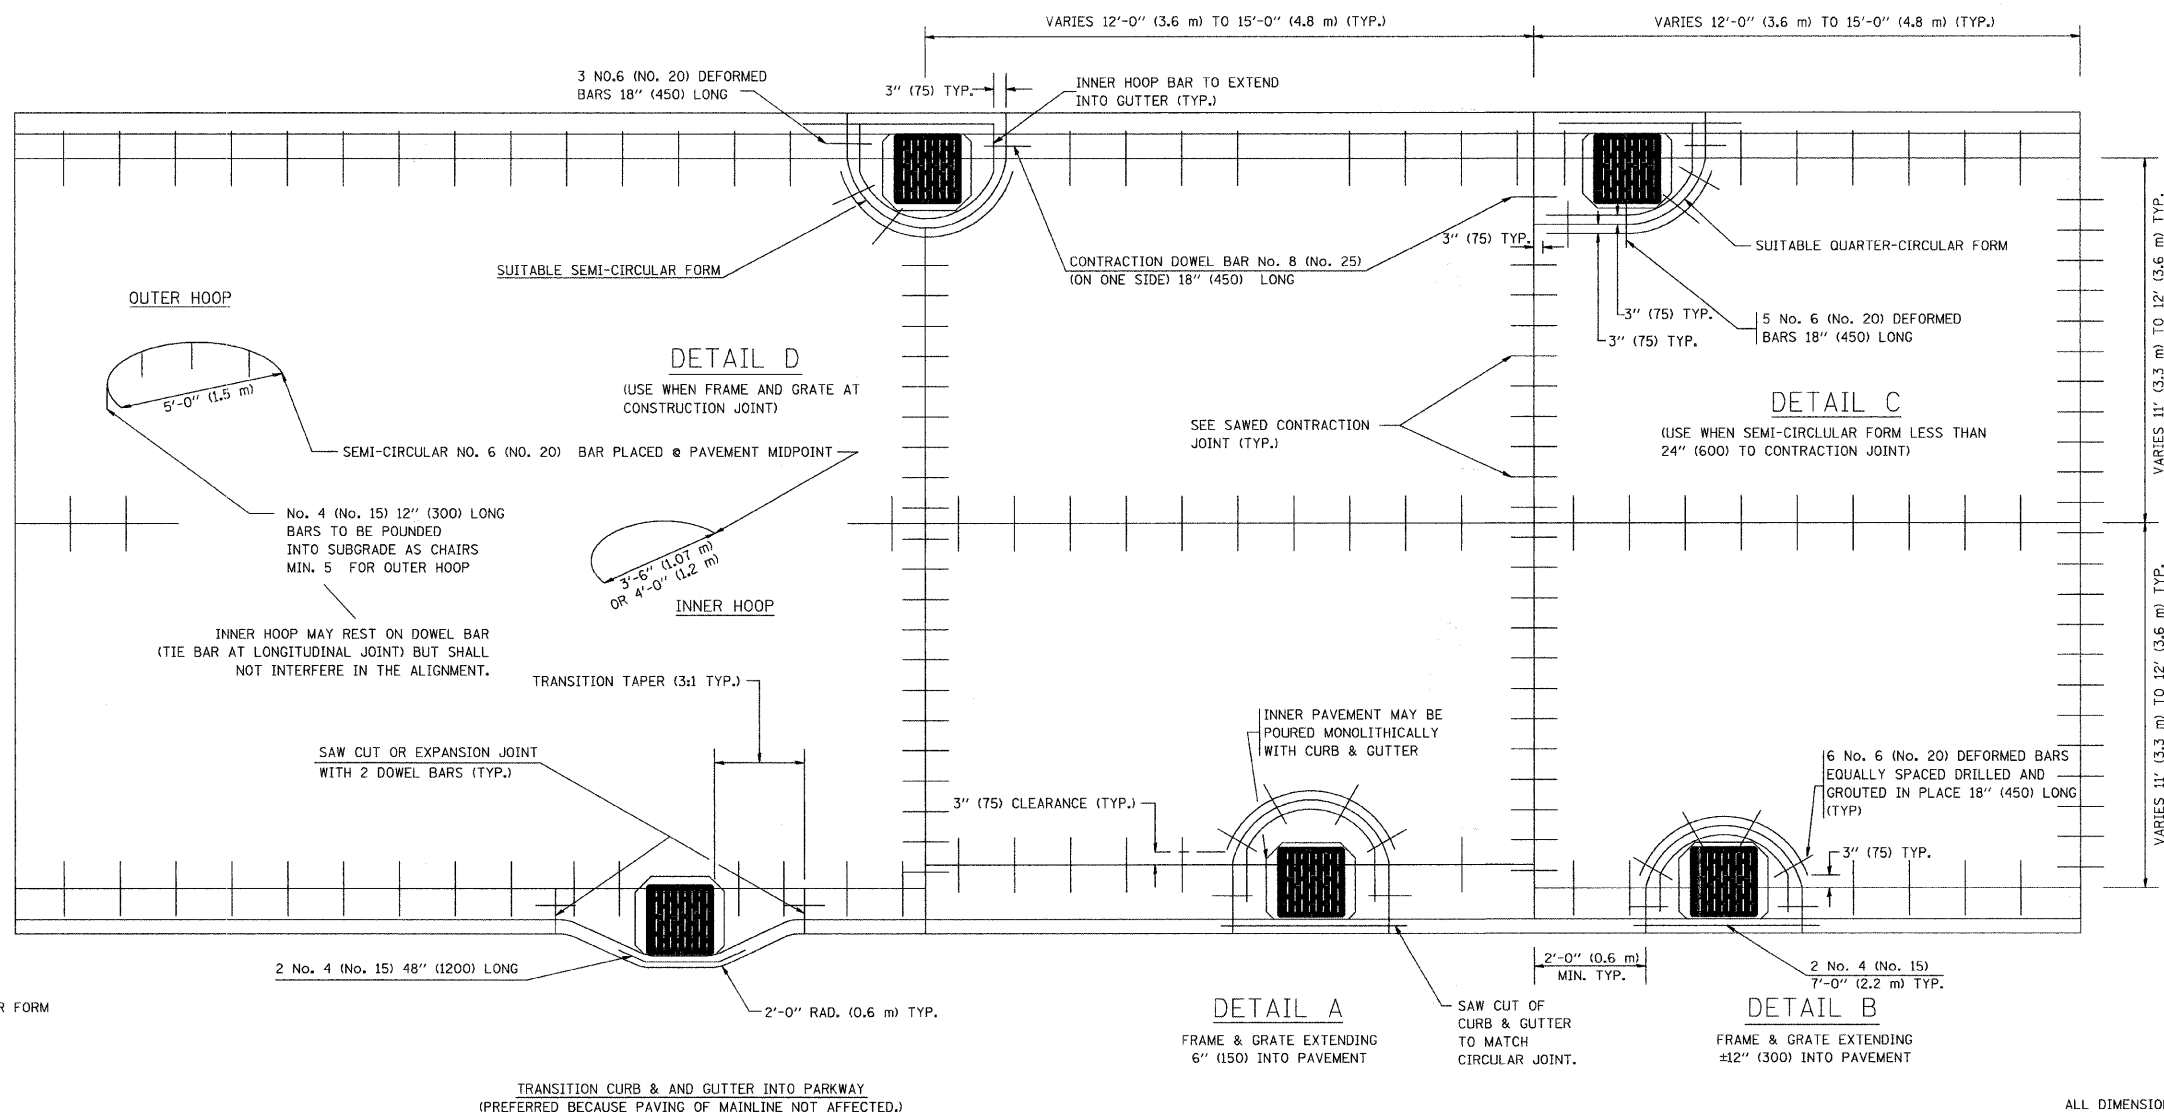 VARIES 12'-0" (3.6 m) TO 15'-0" (4.8 m) (TYP.)
VARIES 12'-0" (3.6 m) TO 15'-0" (4.8 m) (TYP.)
3 NO.6 (NO. 20) DEFORMED
BARS 18" (450) LONG
3" (75) TYP.
INNER HOOP BAR TO EXTEND
INTO GUTTER (TYP.)
SUITABLE SEMI-CIRCULAR FORM
CONTRACTION DOWEL BAR No. 8 (No. 25)
(ON ONE SIDE) 18" (450) LONG
3" (75) TYP.
SUITABLE QUARTER-CIRCULAR FORM
3" (75) TYP.
3" (75) TYP.
5 No. 6 (No. 20) DEFORMED
BARS 18" (450) LONG
VARIES 11' (3.3 m) TO 12' (3.6 m) TYP.
OUTER HOOP
5'-0" (1.5 m)
DETAIL D
(USE WHEN FRAME AND GRATE AT
CONSTRUCTION JOINT)
SEMI-CIRCULAR NO. 6 (NO. 20) BAR PLACED @ PAVEMENT MIDPOINT
SEE SAWED CONTRACTION
JOINT (TYP.)
DETAIL C
(USE WHEN SEMI-CIRCLULAR FORM LESS THAN
24" (600) TO CONTRACTION JOINT)
No. 4 (No. 15) 12" (300) LONG
BARS TO BE POUNDED
INTO SUBGRADE AS CHAIRS
MIN. 5 FOR OUTER HOOP
3'-6" (1.07 m)
OR 4'-0" (1.2 m)
INNER HOOP
INNER HOOP MAY REST ON DOWEL BAR
(TIE BAR AT LONGITUDINAL JOINT) BUT SHALL
NOT INTERFERE IN THE ALIGNMENT.
TRANSITION TAPER (3:1 TYP.)
SAW CUT OR EXPANSION JOINT
WITH 2 DOWEL BARS (TYP.)
INNER PAVEMENT MAY BE
POURED MONOLITHICALLY
WITH CURB & GUTTER
3" (75) CLEARANCE (TYP.)
6 No. 6 (No. 20) DEFORMED BARS
EQUALLY SPACED DRILLED AND
GROUTED IN PLACE 18" (450) LONG
(TYP)
3" (75) TYP.
VARIES 11' (3.3 m) TO 12' (3.6 m) TYP.
2 No. 4 (No. 15) 48" (1200) LONG
2'-0" RAD. (0.6 m) TYP.
2'-0" (0.6 m)
MIN. TYP.
2 No. 4 (No. 15)
7'-0" (2.2 m) TYP.
R FORM
DETAIL A
FRAME & GRATE EXTENDING
6" (150) INTO PAVEMENT
SAW CUT OF
CURB & GUTTER
TO MATCH
CIRCULAR JOINT.
DETAIL B
FRAME & GRATE EXTENDING
±12" (300) INTO PAVEMENT
TRANSITION CURB & AND GUTTER INTO PARKWAY
(PREFERRED BECAUSE PAVING OF MAINLINE NOT AFFECTED.)
ALL DIMENSION